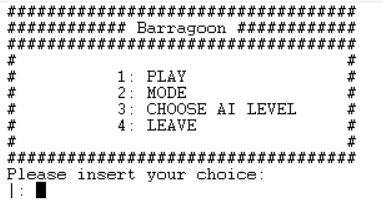 ###################################
############ Barragoon ############
###################################
#                                 #
#          1: PLAY                #
#          2: MODE                #
#          3: CHOOSE AI LEVEL     #
#          4: LEAVE               #
#                                 #
###################################
Please insert your choice:
|: